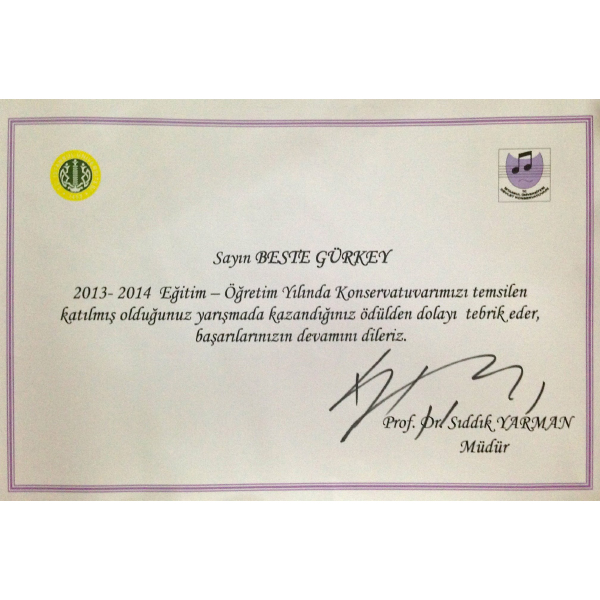 Sayın BESTE GÜRKEY
2013- 2014 Eğitim – Öğretim Yılında Konservatuvarımızı temsilen
katılmış olduğunuz yarışmada kazandığınız ödülden dolayı tebrik eder,
başarılarınızın devamını dileriz.
Prof. Dr. Sıddık YARMAN
Müdür